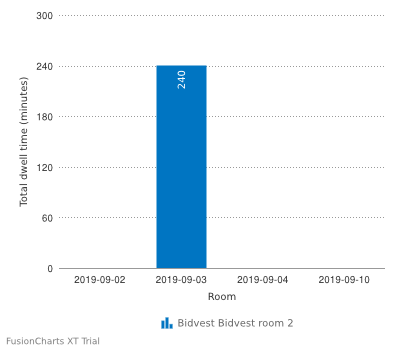 300
240
180
120
60
0
Total dwell time (minutes)
240
2019-09-02 2019-09-03 2019-09-04 2019-09-10
Room
Bidvest Bidvest room 2
FusionCharts XT Trial